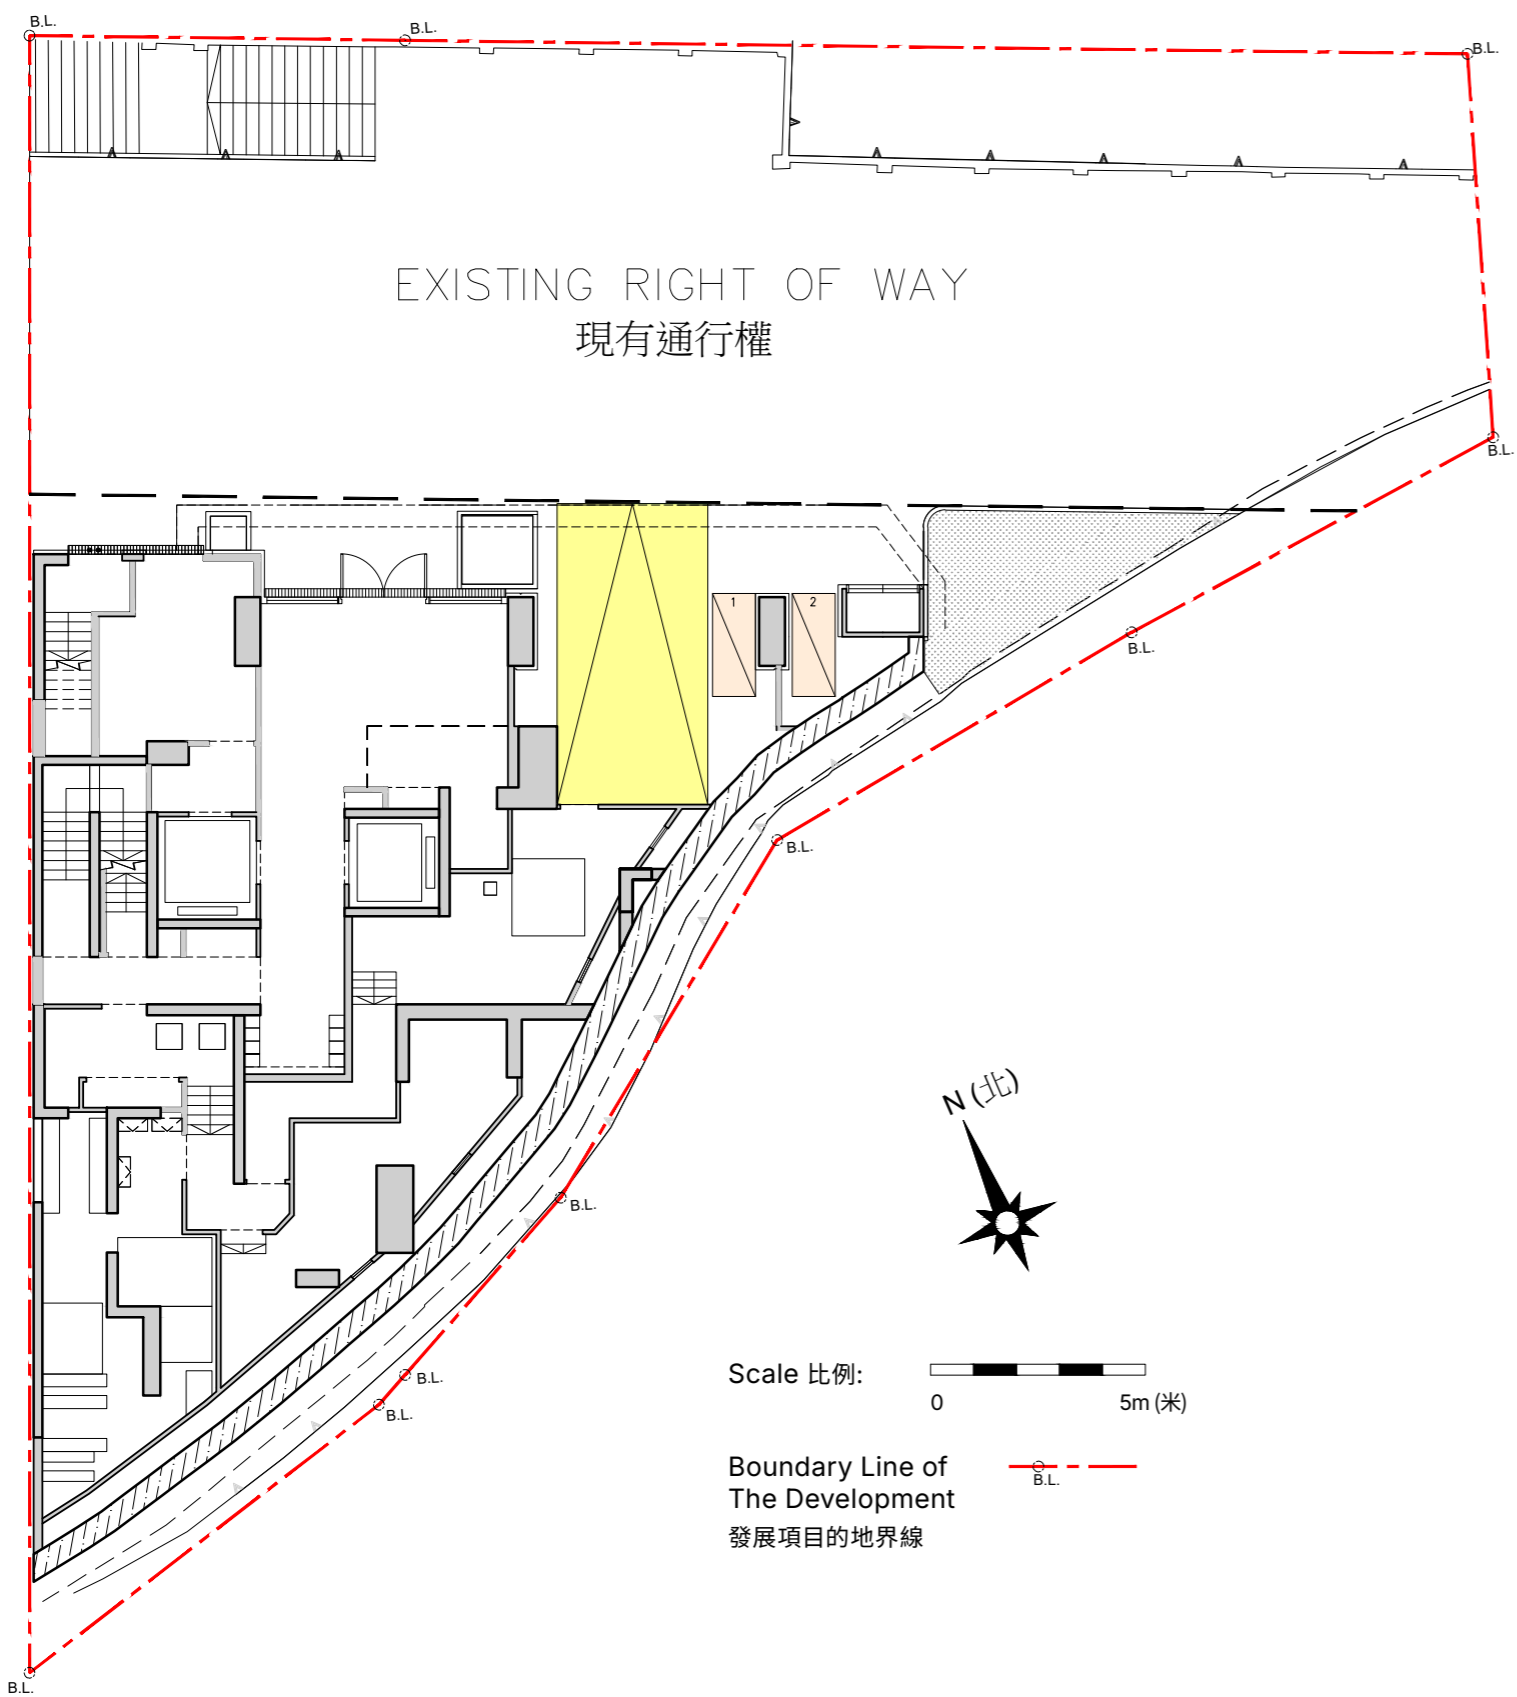 B.L.
B.L.
B.L.
EXISTING RIGHT OF WAY
現有通行權
B.L.
1
2
B.L.
B.L.
N (北)
B.L.
Scale 比例:
0
5m (米)
B.L.
B.L.
Boundary Line of
The Development
發展項目的地界線
B.L.
B.L.